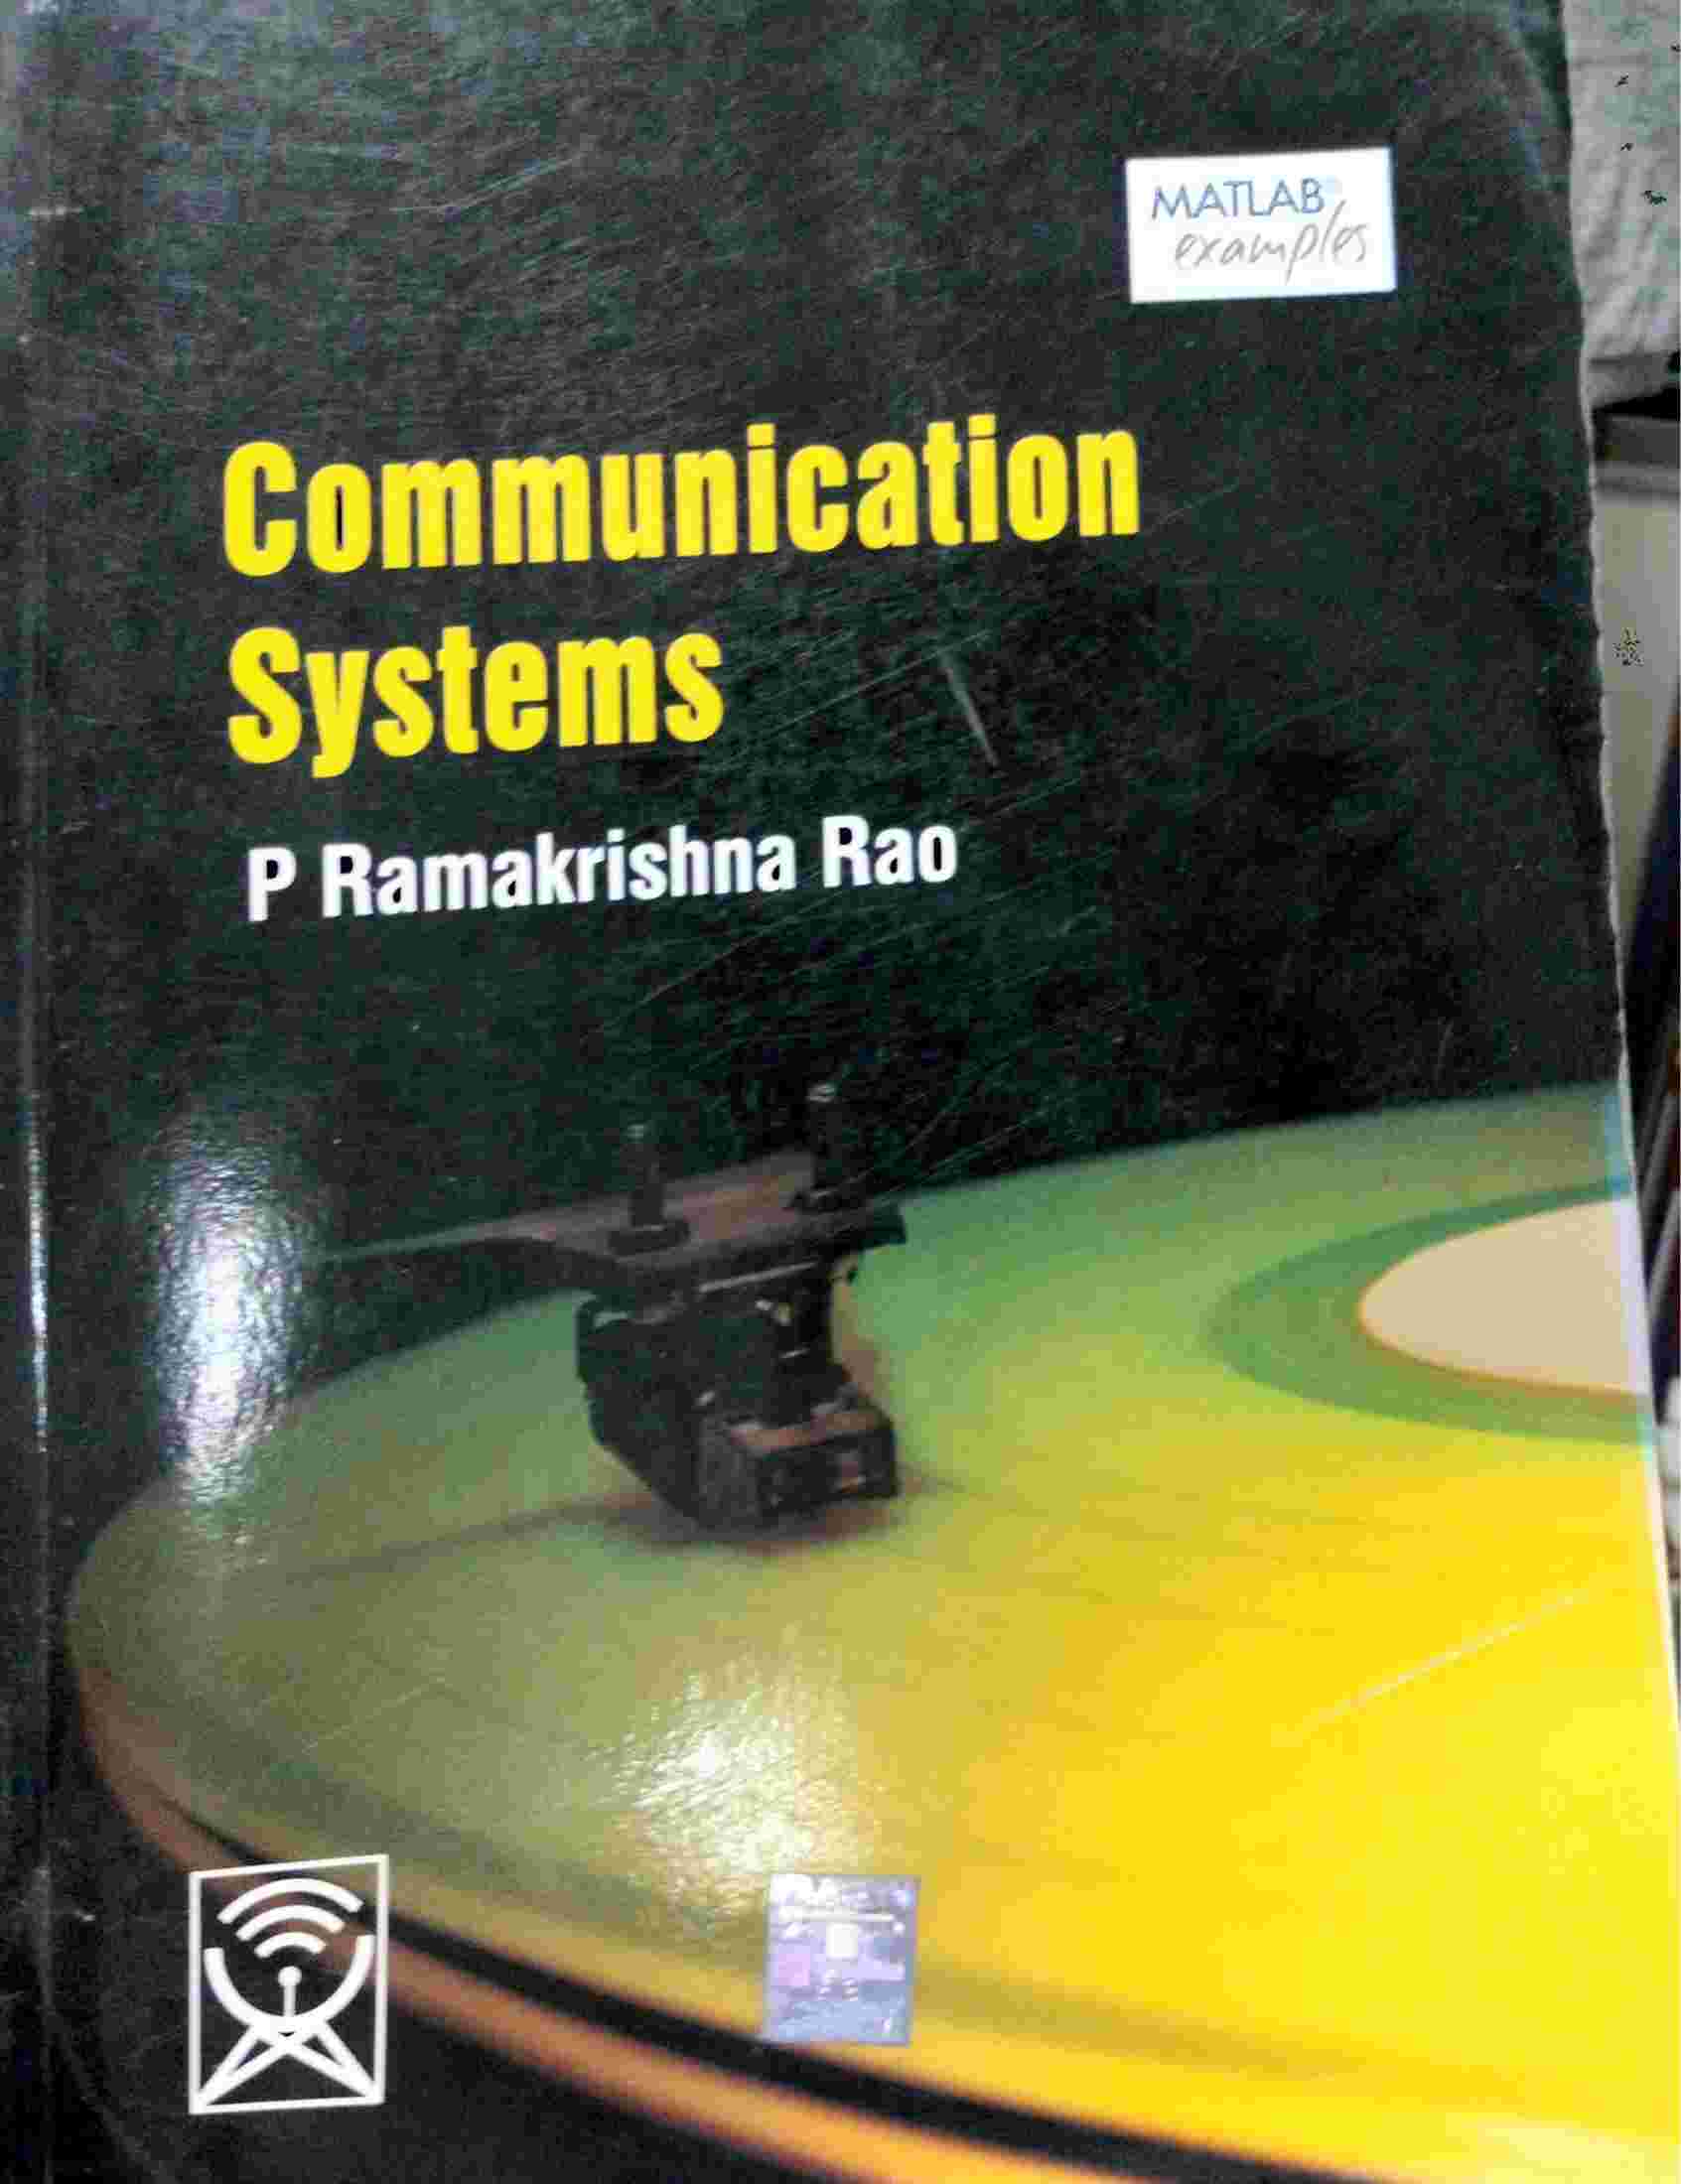 MATLAB
examples
Communication
Systems
P Ramakrishna Rao